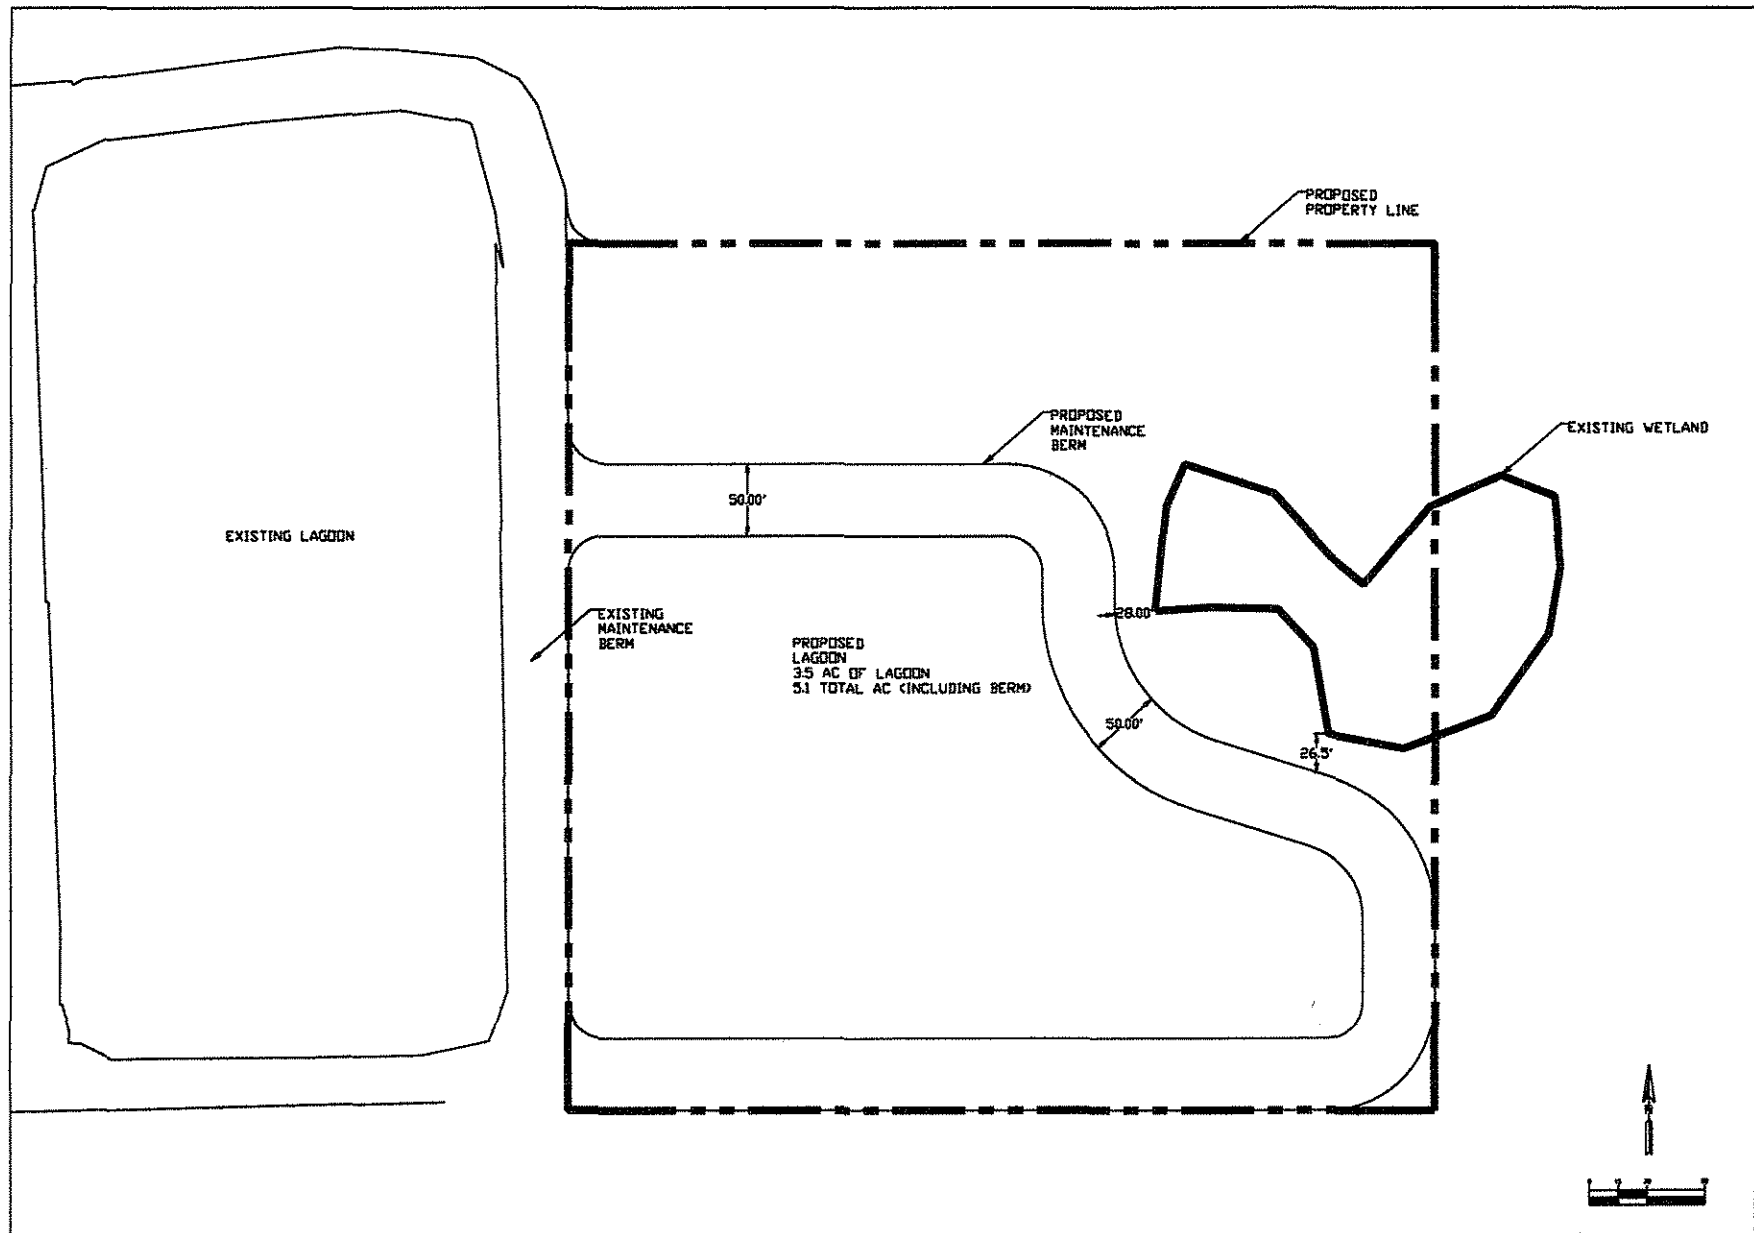 PROPOSED
PROPERTY LINE
PROPOSED
MAINTENANCE
BERM
EXISTING WETLAND
50.00'
EXISTING LAGOON
EXISTING
MAINTENANCE
BERM
28.00'
PROPOSED
LAGOON
3.5 AC OF LAGOON
5.1 TOTAL AC (INCLUDING BERM)
50.00'
26.5'